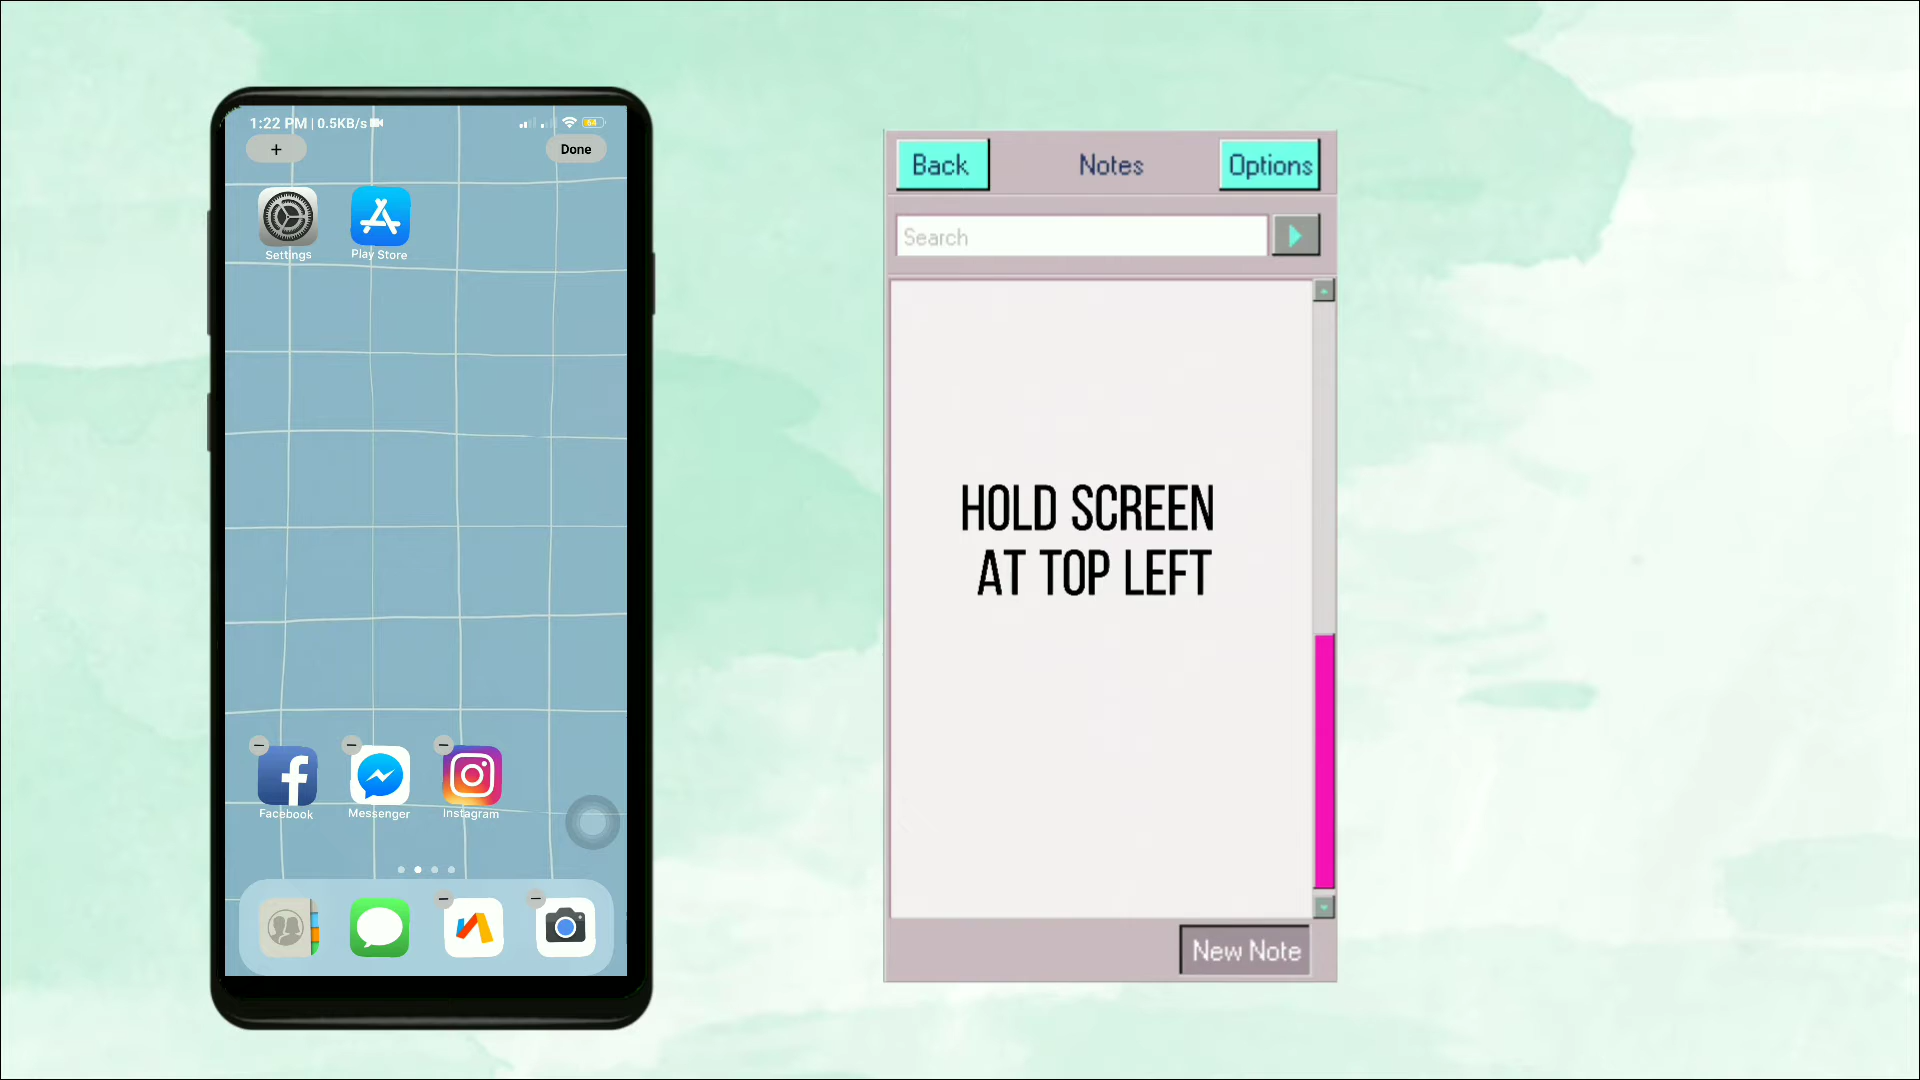 1:22 PM | 0.5KB/s
64
+
Done
Settings
Play Store
Facebook
Messenger
Instagram
Back
Notes
Options
Search
HOLD SCREEN
AT TOP LEFT
New Note